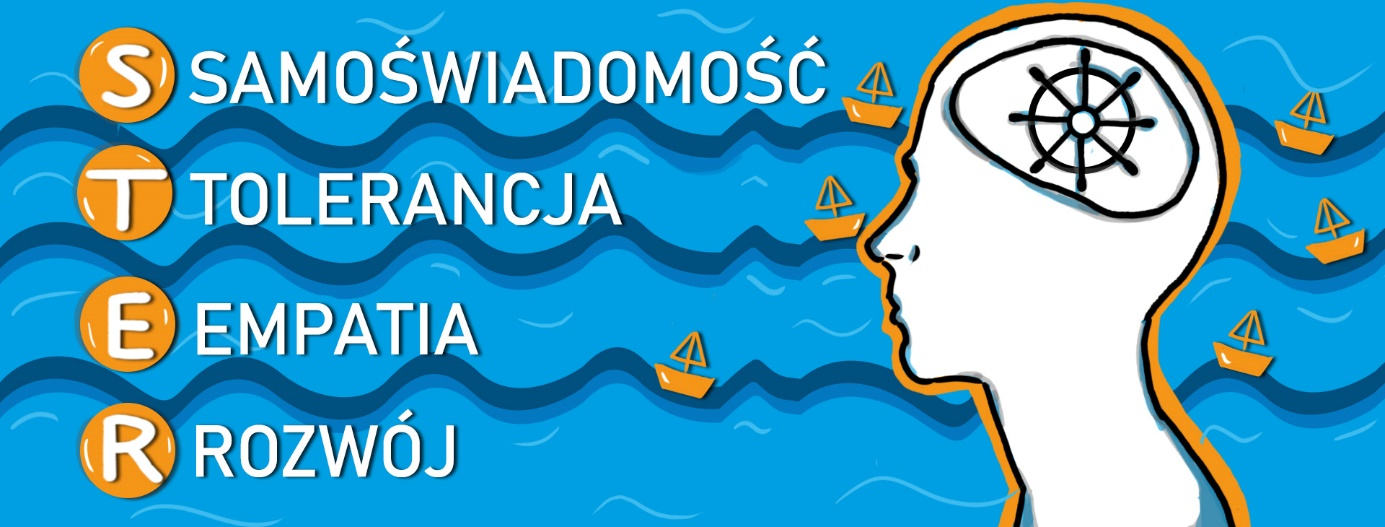 S SAMOŚWIADOMOŚĆ
T TOLERANCJA
E EMPATIA
R ROZWÓJ